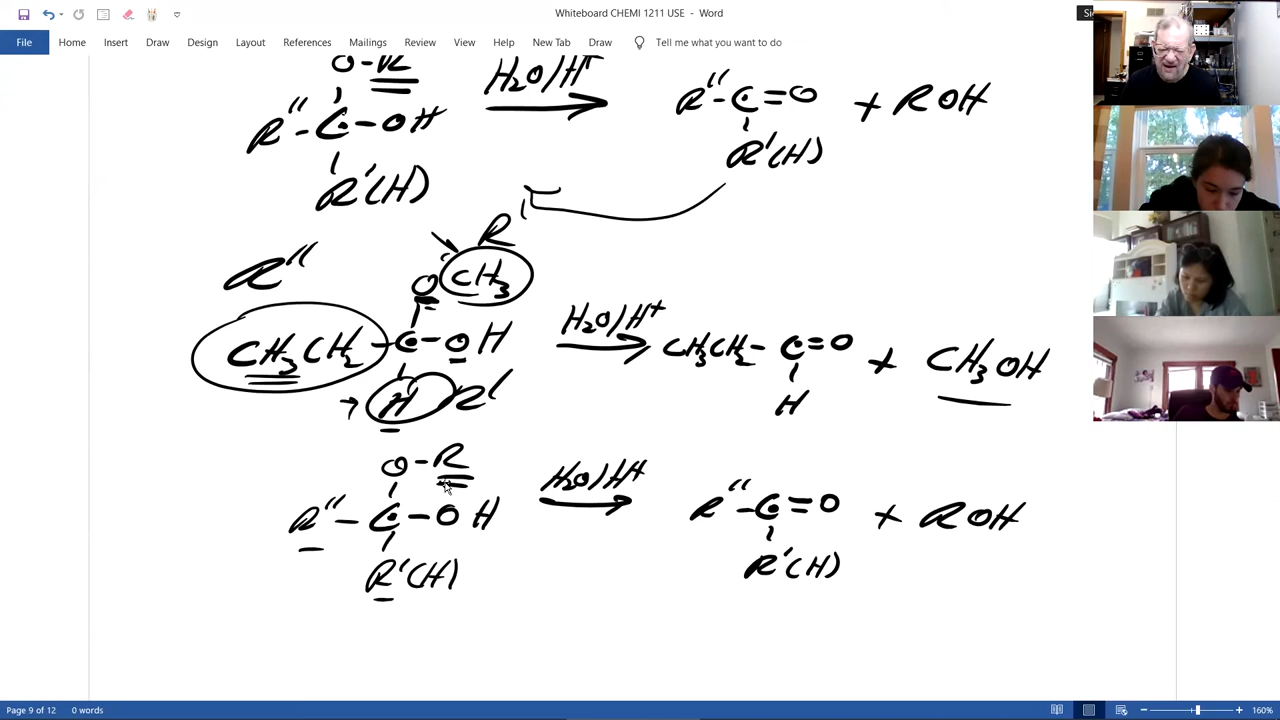 Whiteboard CHEMI 1211 USE - Word
File Home Insert Draw Design Layout References Mailings Review View Help New Tab Draw Tell me what you want to do
O-R H2O/H+
R''-C-OH R''-C=O + ROH
R'(H) R'(H)
R
R'' O CH3
CH3CH2-C-OH H2O/H+ CH3CH2-C=O + CH3OH
H R' H
O-R H2O/H+
R''-C-OH R''-C=O + ROH
R'(H) R'(H)
Page 9 of 12 0 words 160%